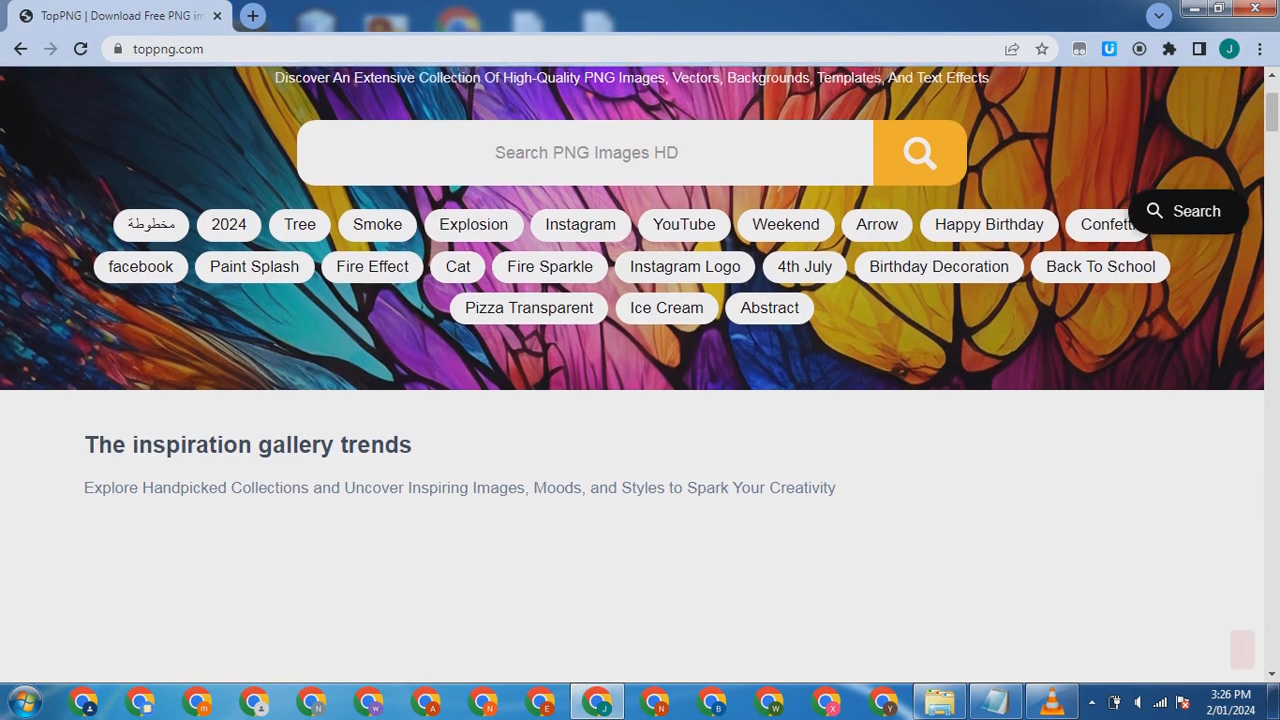 TopPNG | Download Free PNG im
toppng.com
J
Discover An Extensive Collection Of High-Quality PNG Images, Vectors, Backgrounds, Templates, And Text Effects
Search PNG Images HD
Search
مخطوطة 2024 Tree Smoke Explosion Instagram YouTube Weekend Arrow Happy Birthday Confetti
facebook Paint Splash Fire Effect Cat Fire Sparkle Instagram Logo 4th July Birthday Decoration Back To School
Pizza Transparent Ice Cream Abstract
The inspiration gallery trends
Explore Handpicked Collections and Uncover Inspiring Images, Moods, and Styles to Spark Your Creativity
3:26 PM
2/01/2024